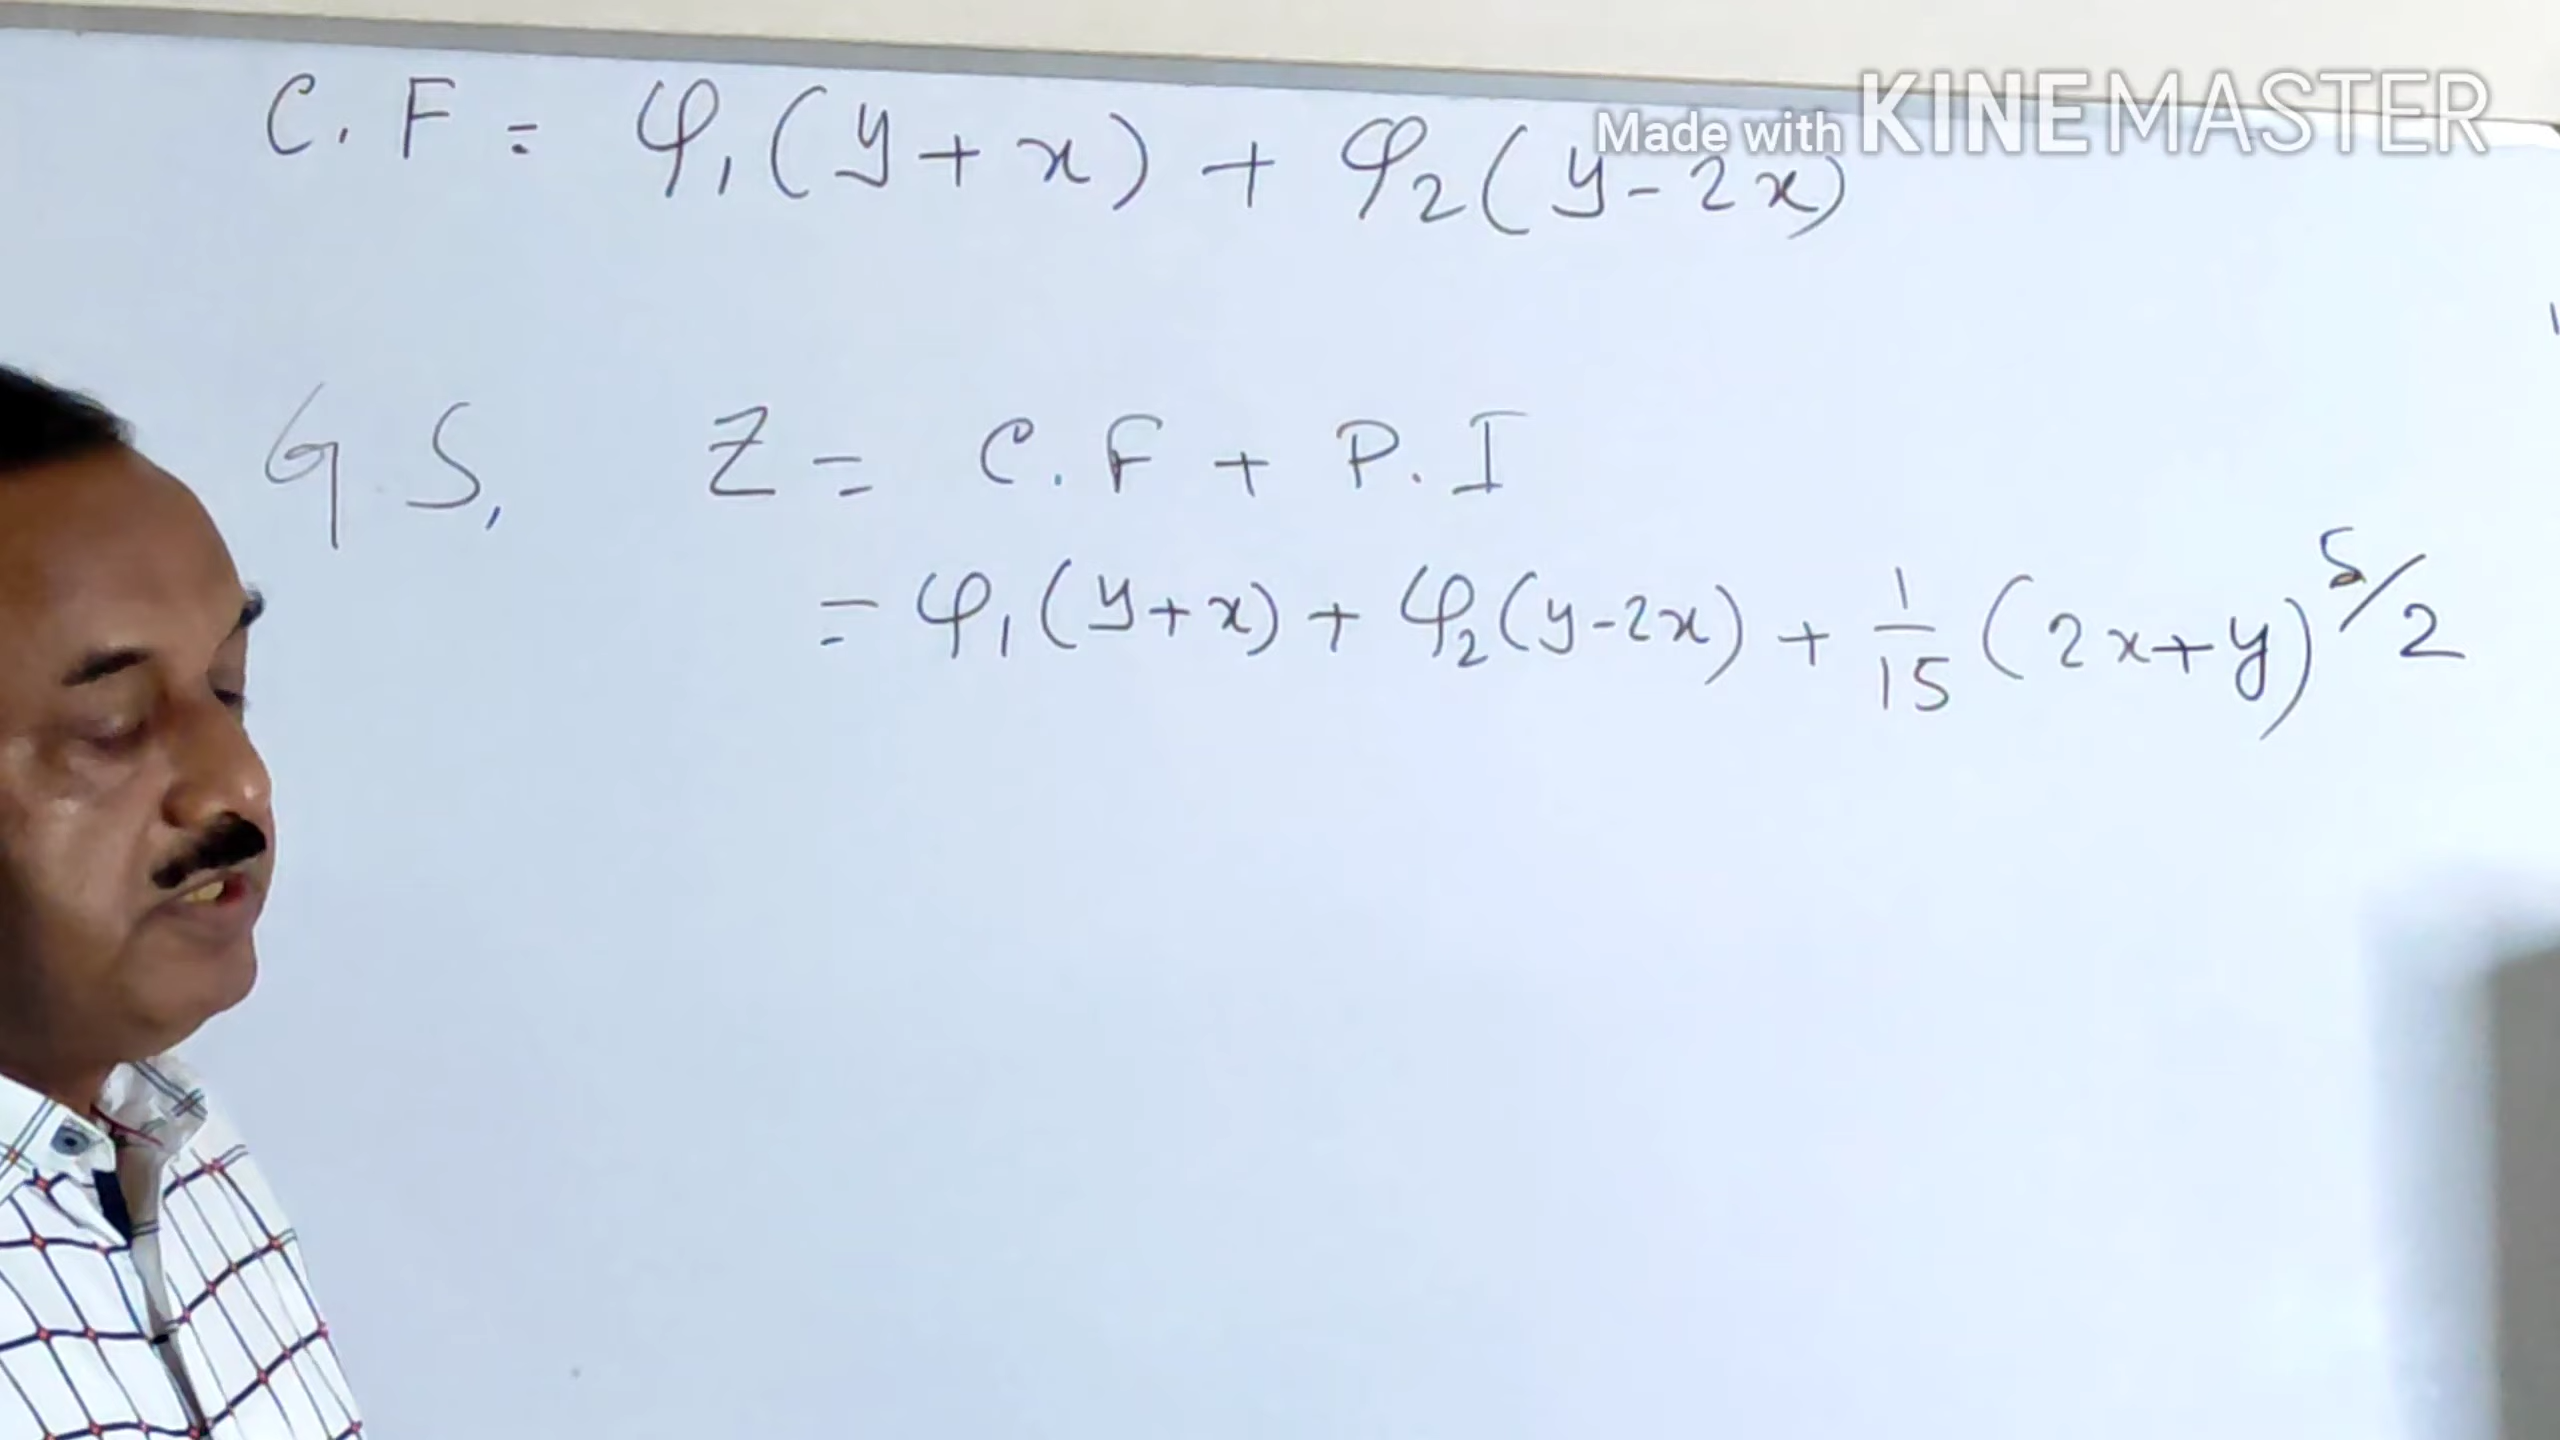 Made with KINEMASTER
C.F = φ₁(y+x) + φ₂(y-2x)
G.S, Z = C.F + P.I
= φ₁(y+x) + φ₂(y-2x) + 1/15 (2x+y)^5/2